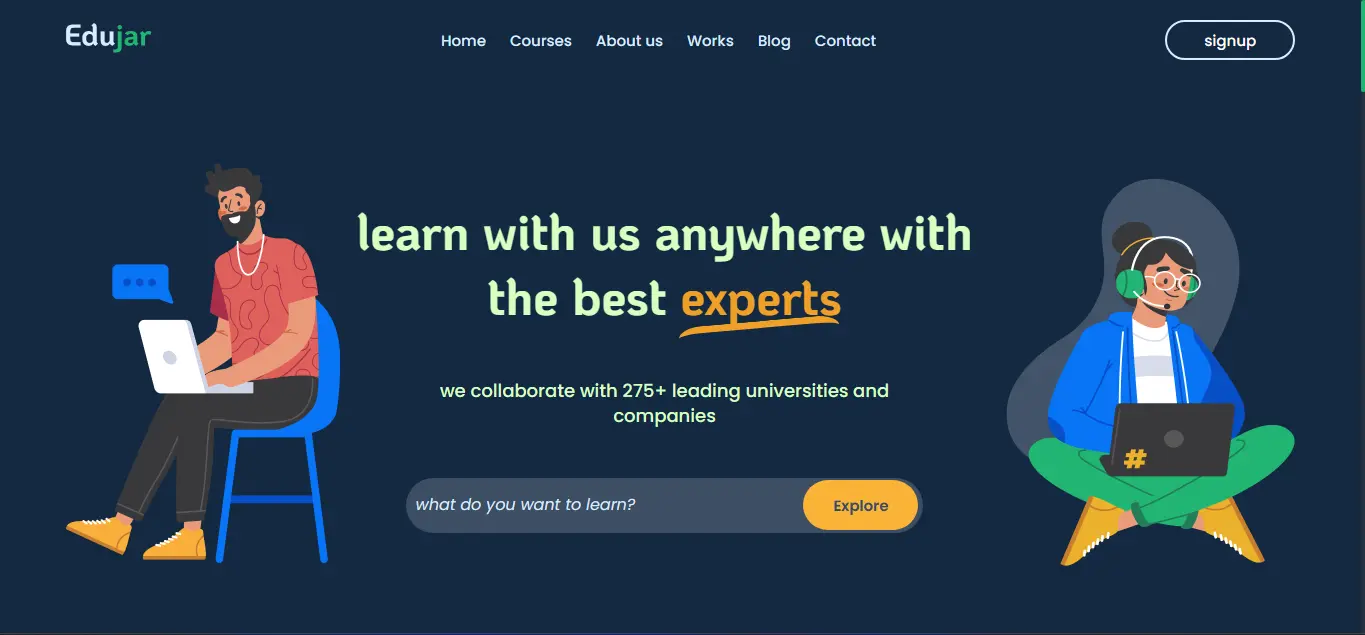 Edujar
Home Courses About us Works Blog Contact
signup
learn with us anywhere with
the best experts
we collaborate with 275+ leading universities and
companies
what do you want to learn?
Explore
#